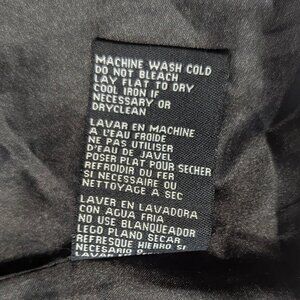 MACHINE WASH COLD
DO NOT BLEACH
LAY FLAT TO DRY
COOL IRON IF
NECESSARY OR
DRYCLEAN
LAVAR EN MACHINE
A L'EAU FROIDE
NE PAS UTILISER
D'EAU DE JAVEL
POSER PLAT POUR SECHER
REFROIDIR DU FER
SI NECESSAIRE OU
NETTOYAGE A SEC
LAVER EN LAVADORA
CON AGUA FRIA
NO USE BLANQUEADOR
LEGO PLANO SECAR
REFRESQUE HIERRO SI
LAVAR